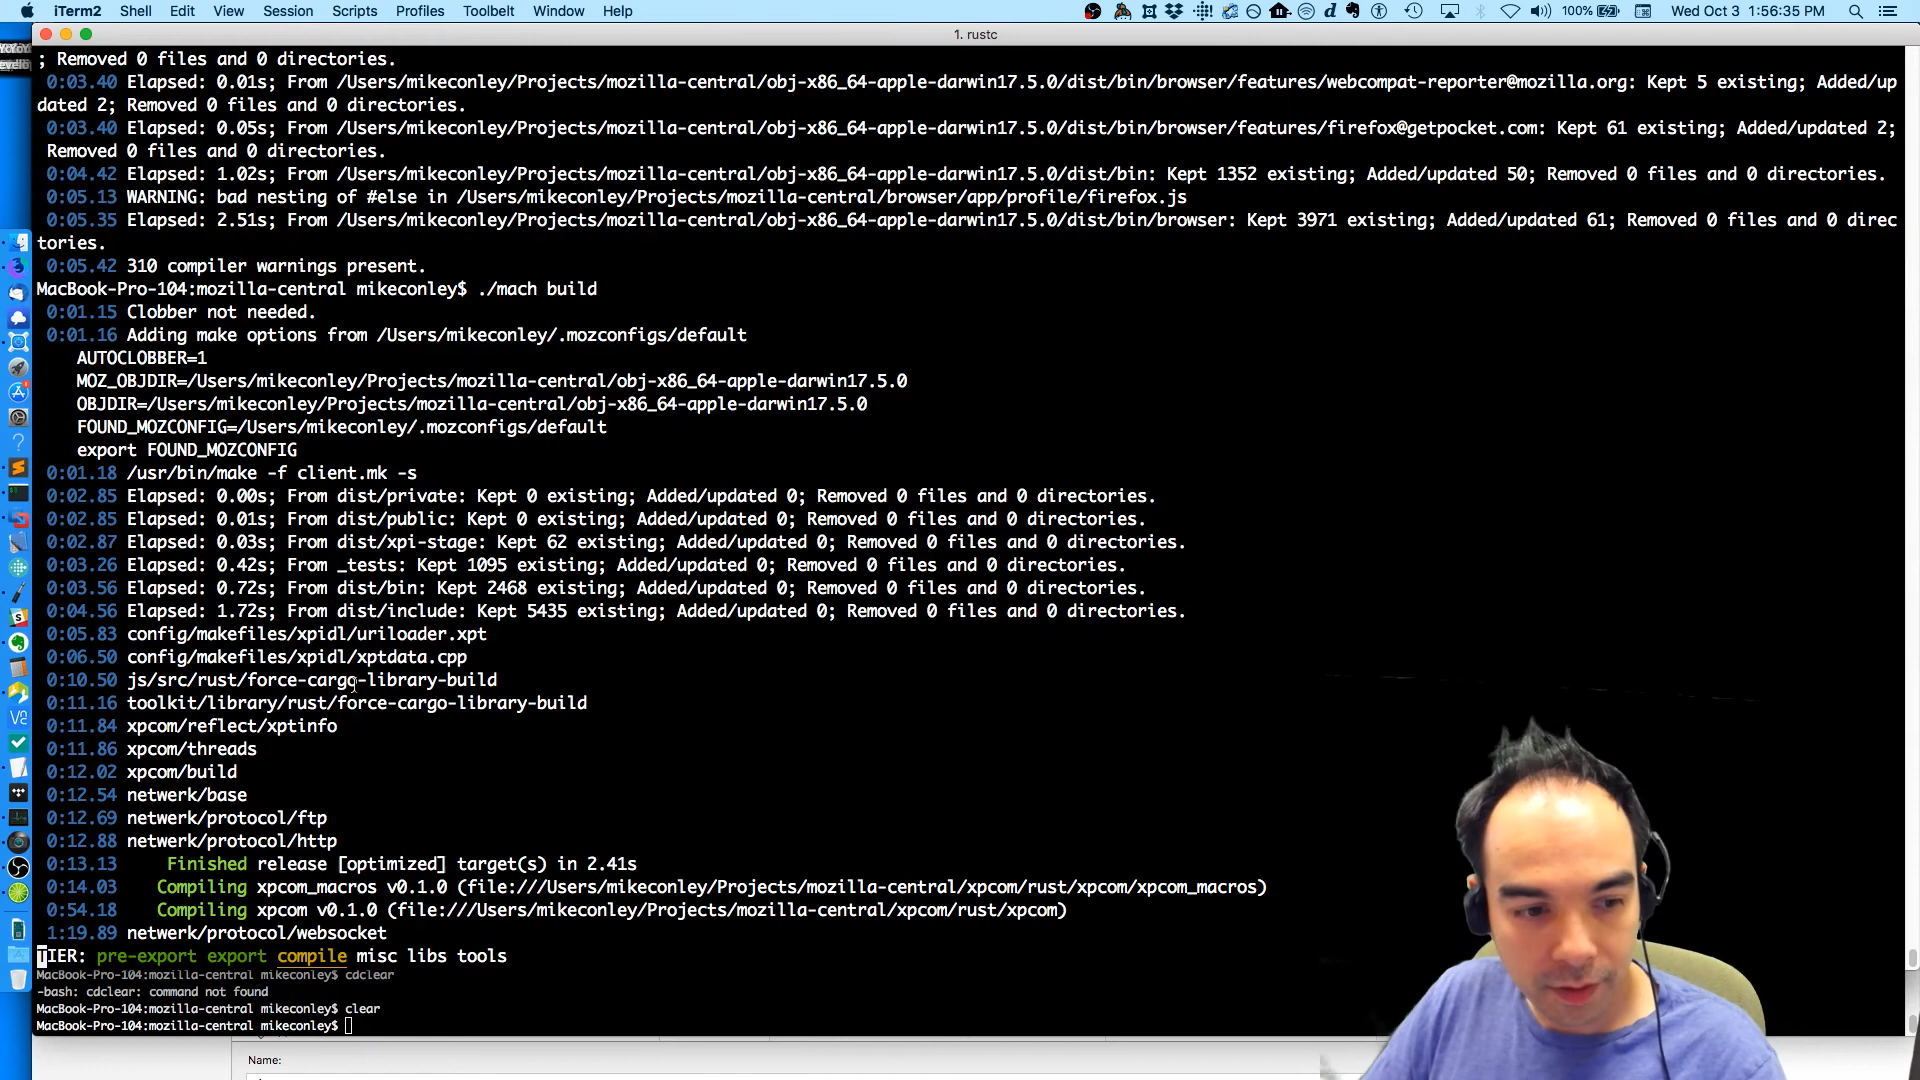 iTerm2 Shell Edit View Session Scripts Profiles Toolbelt Window Help
100% Wed Oct 3 1:56:35 PM
1. rustc
; Removed 0 files and 0 directories.
0:03.40 Elapsed: 0.01s; From /Users/mikeconley/Projects/mozilla-central/obj-x86_64-apple-darwin17.5.0/dist/bin/browser/features/webcompat-reporter@mozilla.org: Kept 5 existing; Added/up
dated 2; Removed 0 files and 0 directories.
0:03.40 Elapsed: 0.05s; From /Users/mikeconley/Projects/mozilla-central/obj-x86_64-apple-darwin17.5.0/dist/bin/browser/features/firefox@getpocket.com: Kept 61 existing; Added/updated 2;
Removed 0 files and 0 directories.
0:04.42 Elapsed: 1.02s; From /Users/mikeconley/Projects/mozilla-central/obj-x86_64-apple-darwin17.5.0/dist/bin: Kept 1352 existing; Added/updated 50; Removed 0 files and 0 directories.
0:05.13 WARNING: bad nesting of #else in /Users/mikeconley/Projects/mozilla-central/browser/app/profile/firefox.js
0:05.35 Elapsed: 2.51s; From /Users/mikeconley/Projects/mozilla-central/obj-x86_64-apple-darwin17.5.0/dist/bin/browser: Kept 3971 existing; Added/updated 61; Removed 0 files and 0 direc
tories.
0:05.42 310 compiler warnings present.
MacBook-Pro-104:mozilla-central mikeconley$ ./mach build
0:01.15 Clobber not needed.
0:01.16 Adding make options from /Users/mikeconley/.mozconfigs/default
AUTOCLOBBER=1
MOZ_OBJDIR=/Users/mikeconley/Projects/mozilla-central/obj-x86_64-apple-darwin17.5.0
OBJDIR=/Users/mikeconley/Projects/mozilla-central/obj-x86_64-apple-darwin17.5.0
FOUND_MOZCONFIG=/Users/mikeconley/.mozconfigs/default
export FOUND_MOZCONFIG
0:01.18 /usr/bin/make -f client.mk -s
0:02.85 Elapsed: 0.00s; From dist/private: Kept 0 existing; Added/updated 0; Removed 0 files and 0 directories.
0:02.85 Elapsed: 0.01s; From dist/public: Kept 0 existing; Added/updated 0; Removed 0 files and 0 directories.
0:02.87 Elapsed: 0.03s; From dist/xpi-stage: Kept 62 existing; Added/updated 0; Removed 0 files and 0 directories.
0:03.26 Elapsed: 0.42s; From _tests: Kept 1095 existing; Added/updated 0; Removed 0 files and 0 directories.
0:03.56 Elapsed: 0.72s; From dist/bin: Kept 2468 existing; Added/updated 0; Removed 0 files and 0 directories.
0:04.56 Elapsed: 1.72s; From dist/include: Kept 5435 existing; Added/updated 0; Removed 0 files and 0 directories.
0:05.83 config/makefiles/xpidl/uriloader.xpt
0:06.50 config/makefiles/xpidl/xptdata.cpp
0:10.50 js/src/rust/force-cargo-library-build
0:11.16 toolkit/library/rust/force-cargo-library-build
0:11.84 xpcom/reflect/xptinfo
0:11.86 xpcom/threads
0:12.02 xpcom/build
0:12.54 netwerk/base
0:12.69 netwerk/protocol/ftp
0:12.88 netwerk/protocol/http
0:13.13 Finished release [optimized] target(s) in 2.41s
0:14.03 Compiling xpcom_macros v0.1.0 (file:///Users/mikeconley/Projects/mozilla-central/xpcom/rust/xpcom/xpcom_macros)
0:54.18 Compiling xpcom v0.1.0 (file:///Users/mikeconley/Projects/mozilla-central/xpcom/rust/xpcom)
1:19.89 netwerk/protocol/websocket
TIER: pre-export export compile misc libs tools
MacBook-Pro-104:mozilla-central mikeconley$ cdclear
-bash: cdclear: command not found
MacBook-Pro-104:mozilla-central mikeconley$ clear
MacBook-Pro-104:mozilla-central mikeconley$
Name: